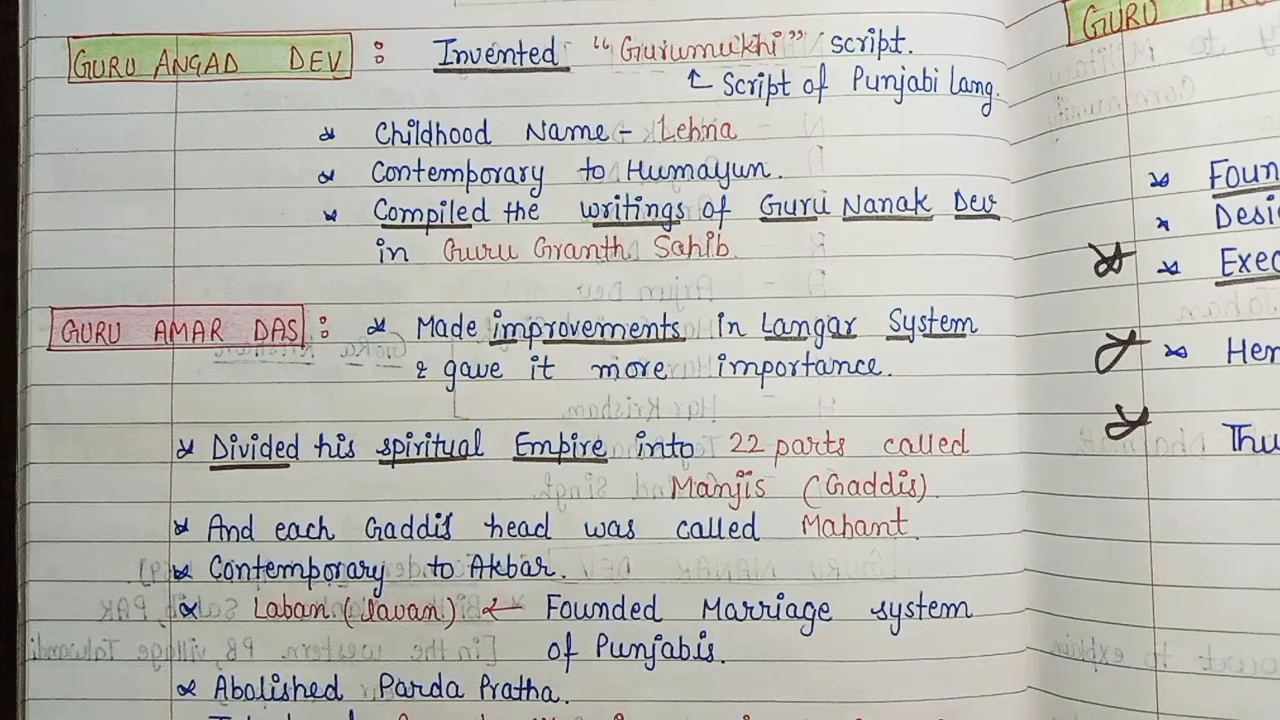 GURU ANGAD DEV : Invented "Gurumukhi" script.
↳ Script of Punjabi lang.
* Childhood Name - Lehna
* Contemporary to Humayun.
* Compiled the writings of Guru Nanak Dev
in Guru Granth Sahib
GURU AMAR DAS : * Made improvements in Langar System
& gave it more importance.
* Divided his spiritual Empire into 22 parts called
Manjis (Gaddis).
* And each Gaddis head was called Mahant.
* Contemporary to Akbar.
* Laban (Lavan) ← Founded Marriage system
of Punjabis.
* Abolished Parda Pratha.
GURU
* Foun
* Desi
* Exec
* Her
Thu